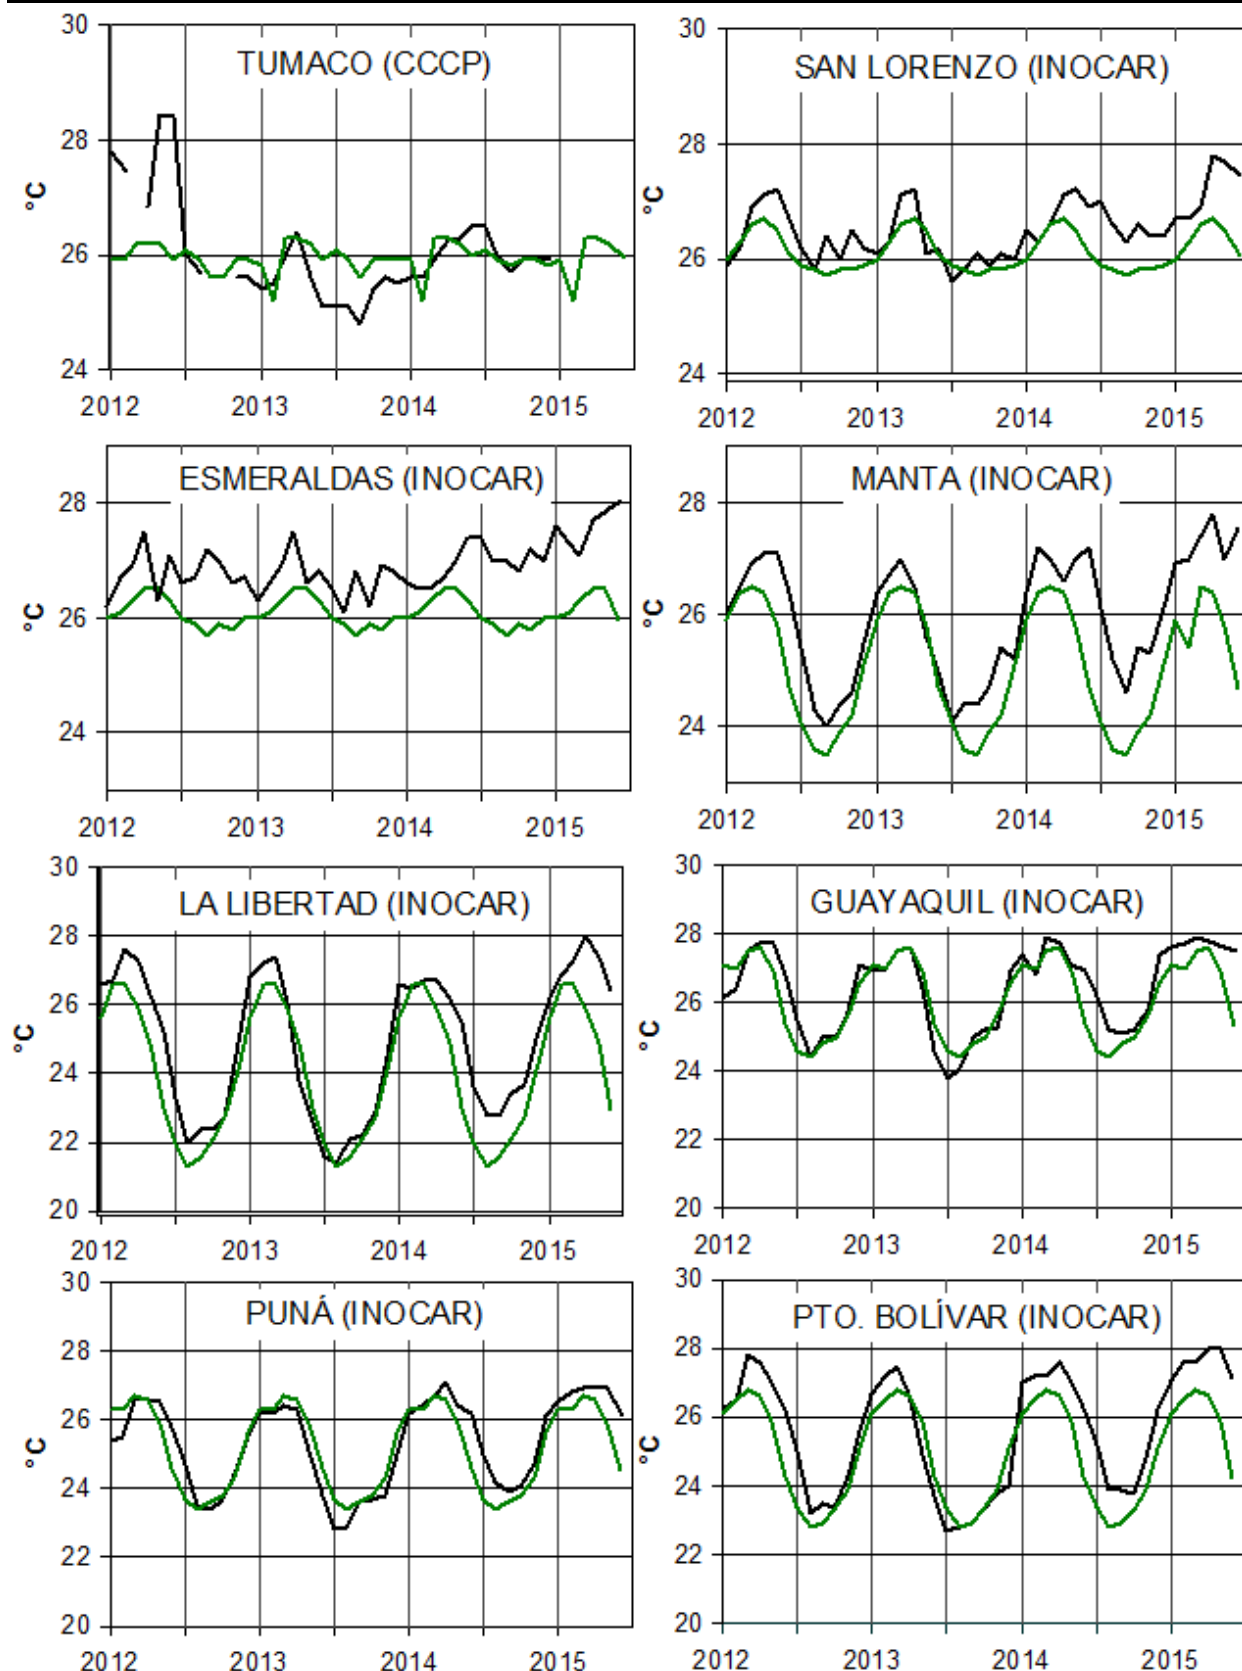 30
TUMACO (CCCP)
28
°C
26
24
2012 2013 2014 2015
30
SAN LORENZO (INOCAR)
28
°C
26
24
2012 2013 2014 2015
ESMERALDAS (INOCAR)
28
°C
26
24
2012 2013 2014 2015
MANTA (INOCAR)
28
°C
26
24
2012 2013 2014 2015
30
LA LIBERTAD (INOCAR)
28
26
°C
24
22
20
2012 2013 2014 2015
30
GUAYAQUIL (INOCAR)
28
26
°C
24
22
20
2012 2013 2014 2015
30
PUNÁ (INOCAR)
28
26
°C
24
22
20
2012 2013 2014 2015
30
PTO. BOLÍVAR (INOCAR)
28
26
°C
24
22
20
2012 2013 2014 2015